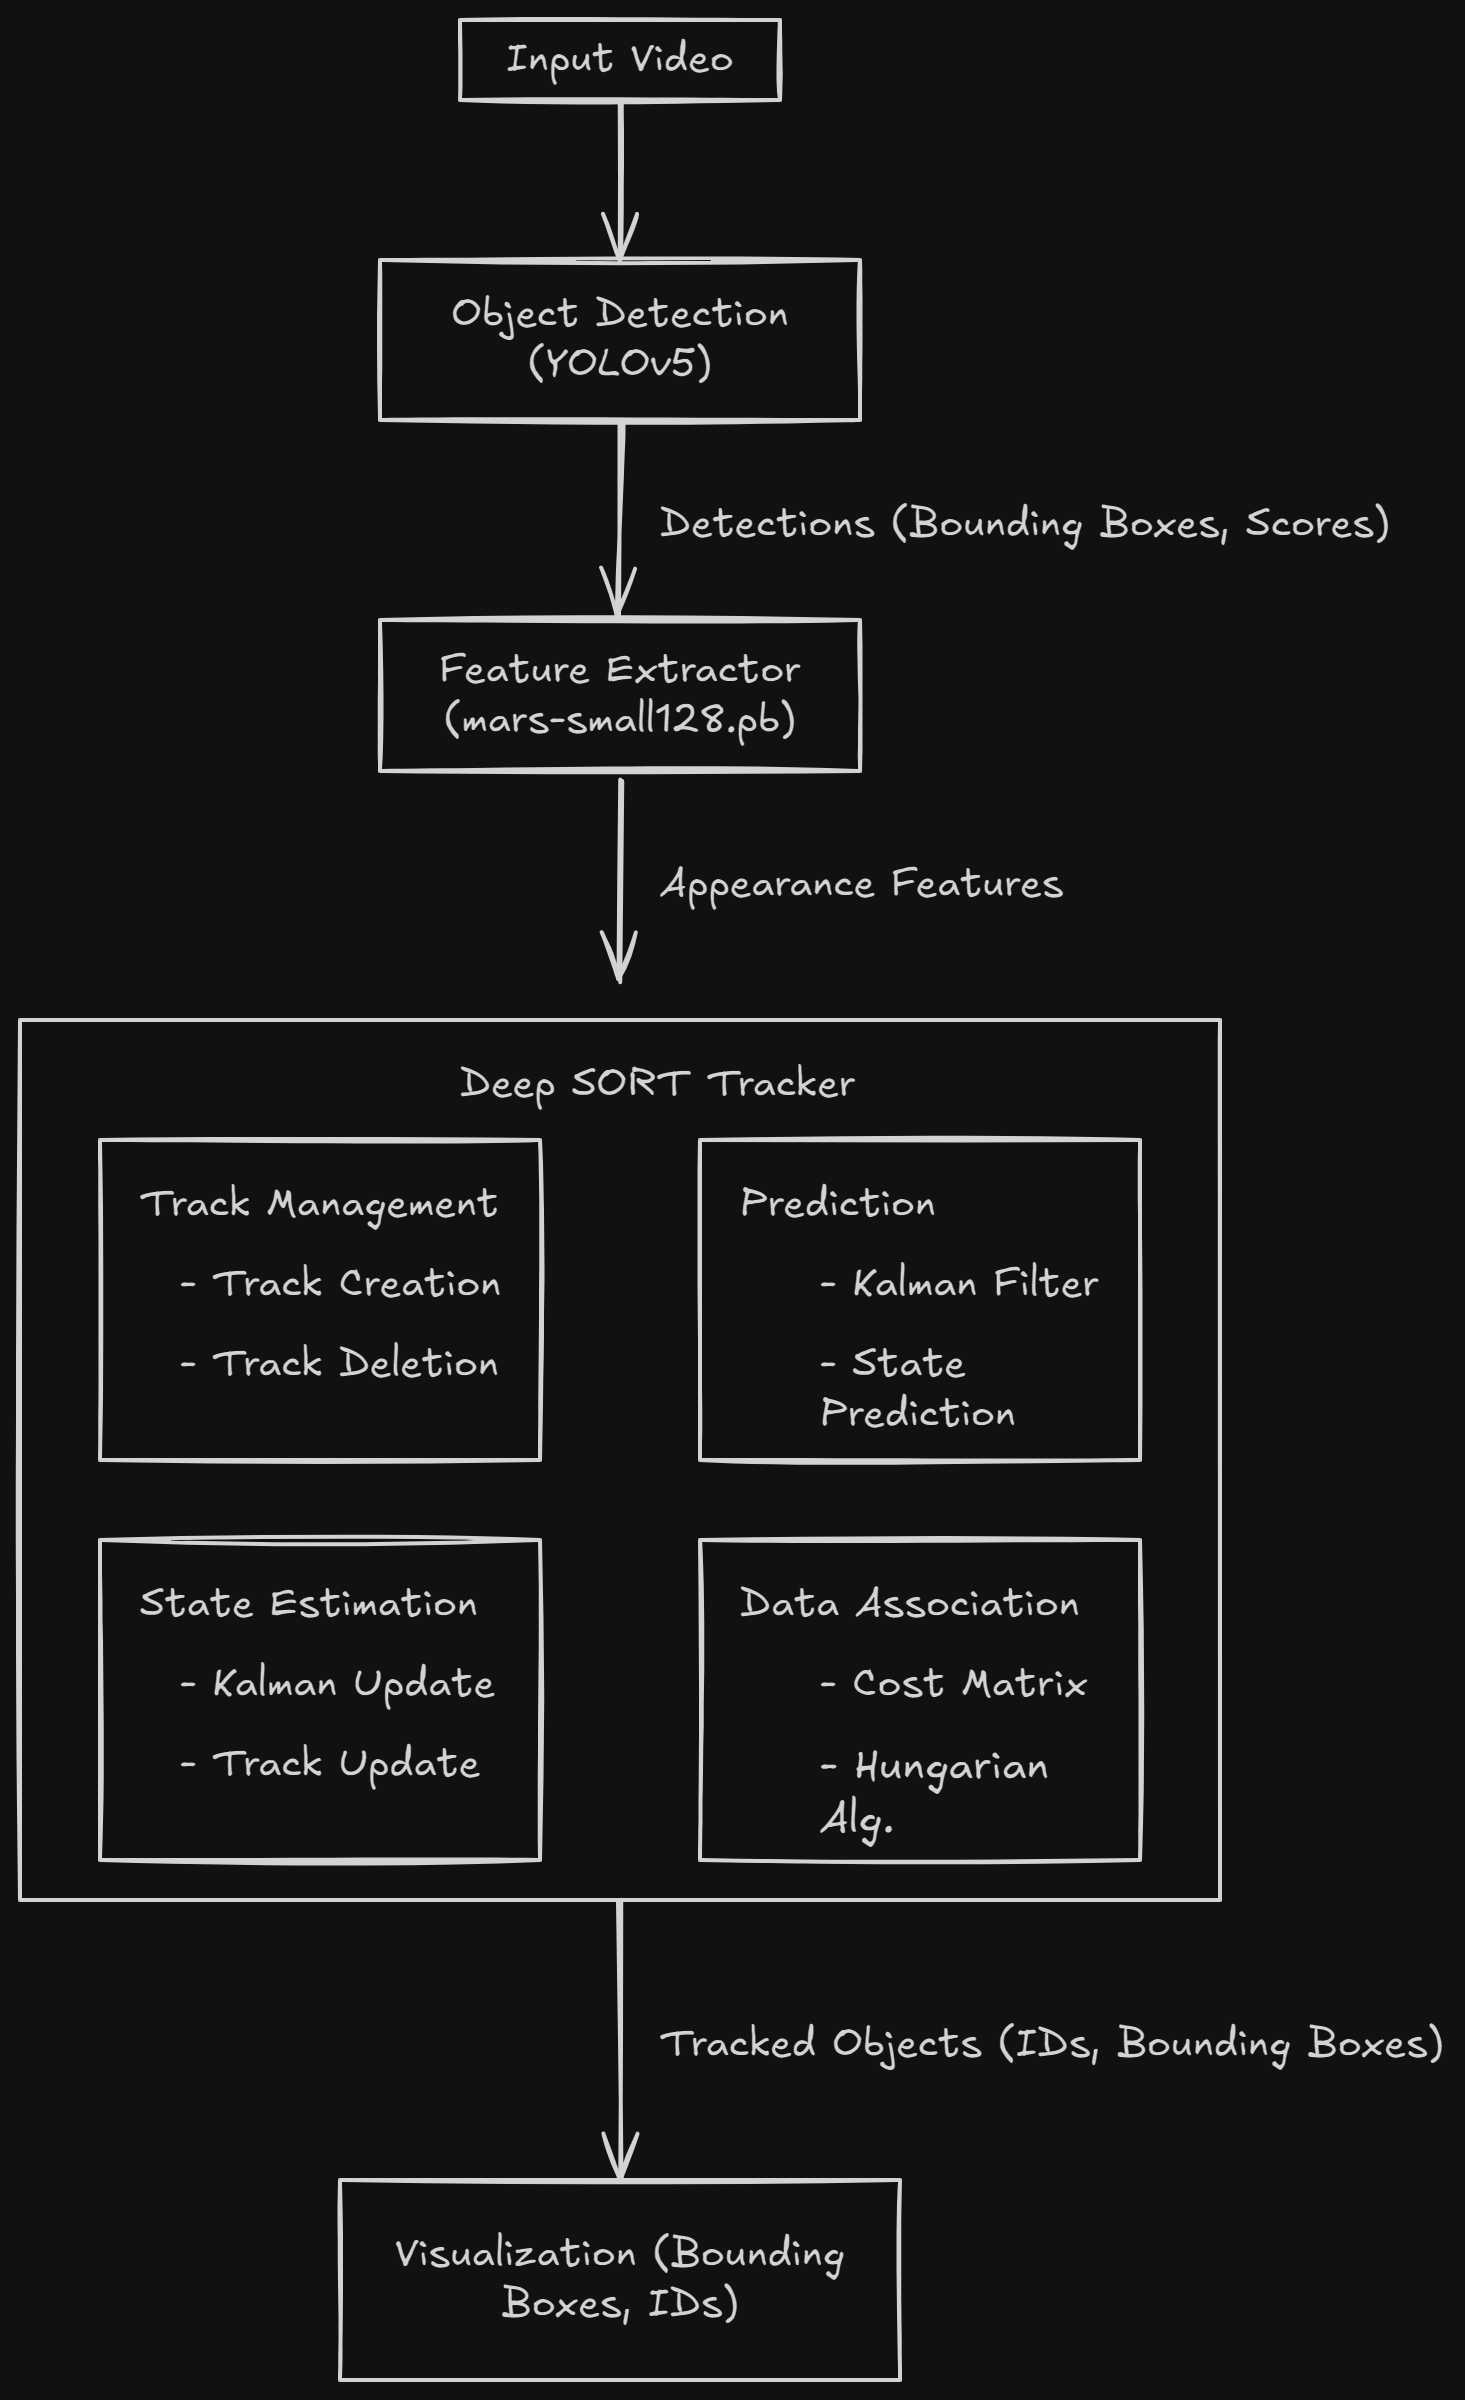 Input Video
Object Detection
(YOLOv5)
Detections (Bounding Boxes, Scores)
Feature Extractor
(mars-small128.pb)
Appearance Features
Deep SORT Tracker
Track Management
- Track Creation
- Track Deletion
Prediction
- Kalman Filter
- State
Prediction
State Estimation
- Kalman Update
- Track Update
Data Association
- Cost Matrix
- Hungarian
Alg.
Tracked Objects (IDs, Bounding Boxes)
Visualization (Bounding
Boxes, IDs)